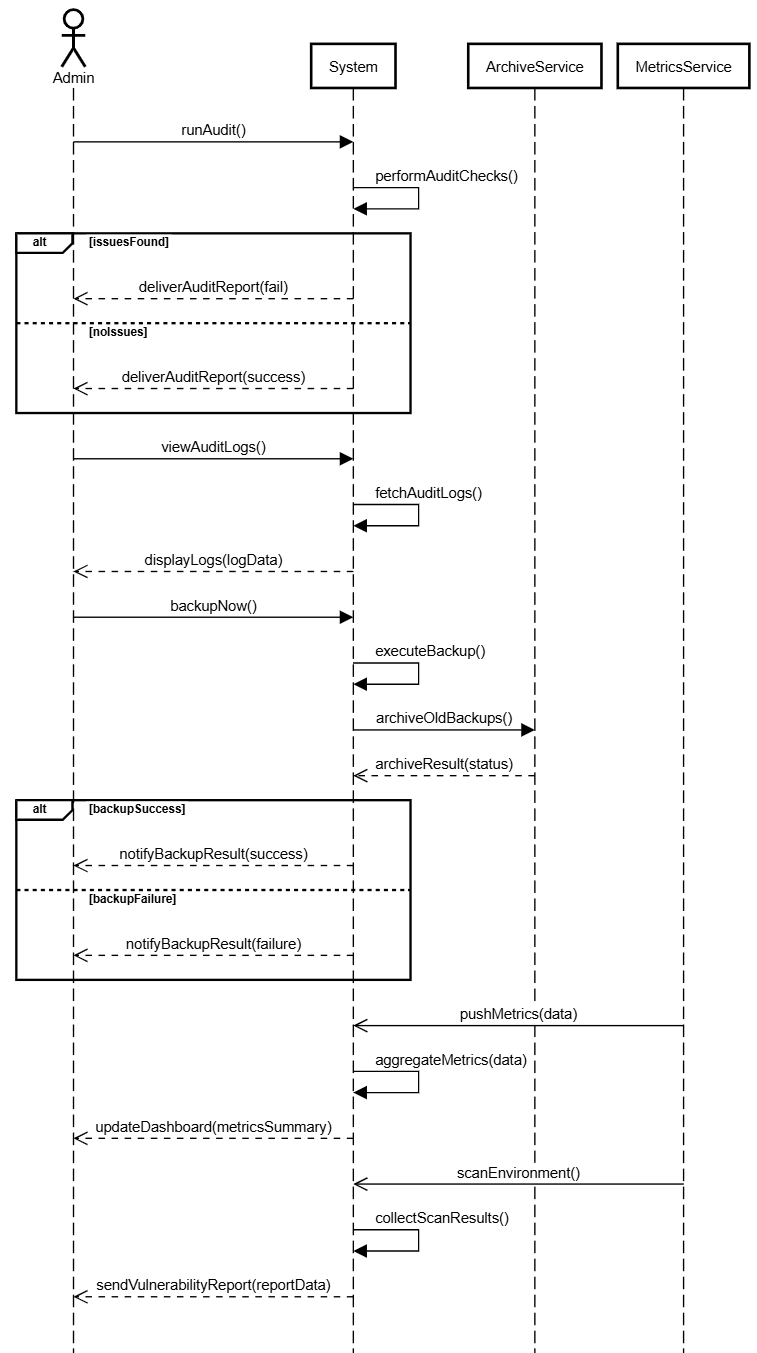 Admin
System
ArchiveService
MetricsService
runAudit()
performAuditChecks()
alt
[issuesFound]
deliverAuditReport(fail)
[noIssues]
deliverAuditReport(success)
viewAuditLogs()
fetchAuditLogs()
displayLogs(logData)
backupNow()
executeBackup()
archiveOldBackups()
archiveResult(status)
alt
[backupSuccess]
notifyBackupResult(success)
[backupFailure]
notifyBackupResult(failure)
pushMetrics(data)
aggregateMetrics(data)
updateDashboard(metricsSummary)
scanEnvironment()
collectScanResults()
sendVulnerabilityReport(reportData)